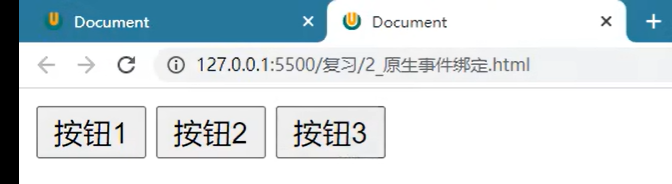 Document Document
127.0.0.1:5500/复习/2_原生事件绑定.html
按钮1 按钮2 按钮3